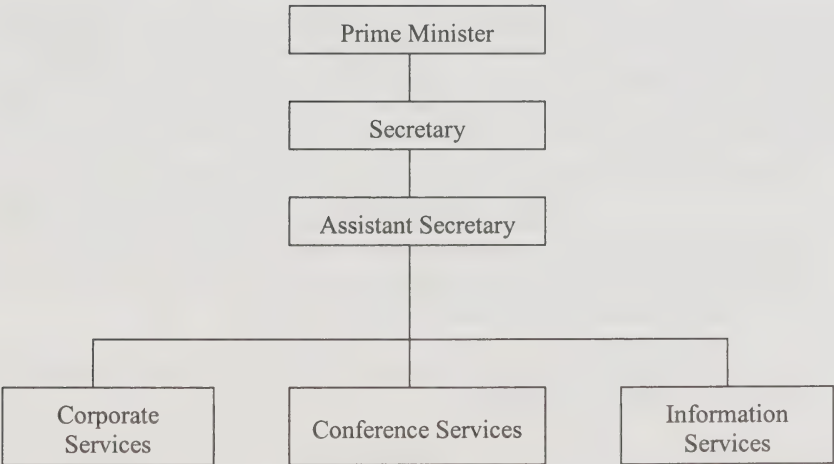 Prime Minister
Secretary
Assistant Secretary
Corporate
Services
Conference Services
Information
Services